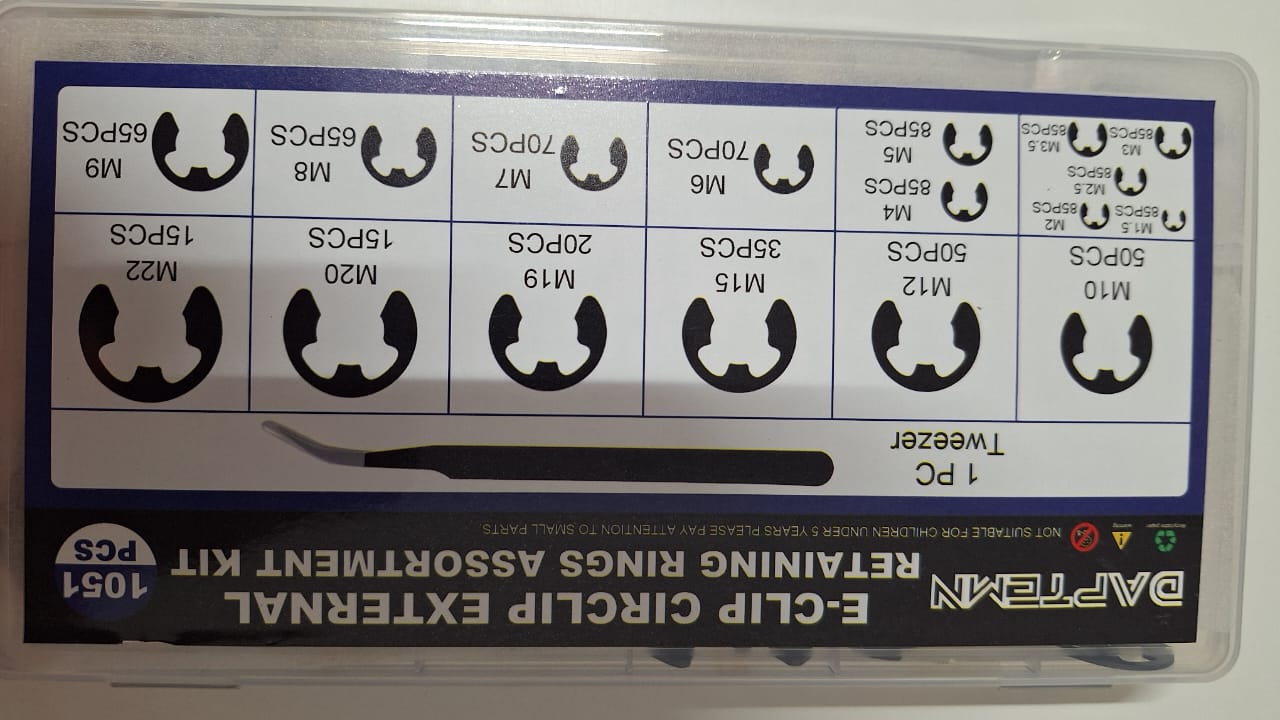 DAPTEMN
E-CLIP CIRCLIP EXTERNAL
RETAINING RINGS ASSORTMENT KIT
1051
PCS
Recyclable paper
warning
NOT SUITABLE FOR CHILDREN UNDER 5 YEARS PLEASE PAY ATTENTION TO SMALL PARTS
1 PC
Tweezer
M10
50PCS
M12
50PCS
M15
35PCS
M19
20PCS
M20
15PCS
M22
15PCS
M1.5
85PCS
M2
85PCS
M2.5
85PCS
M3
85PCS
M3.5
85PCS
M4
85PCS
M5
85PCS
M6
70PCS
M7
70PCS
M8
65PCS
M9
65PCS